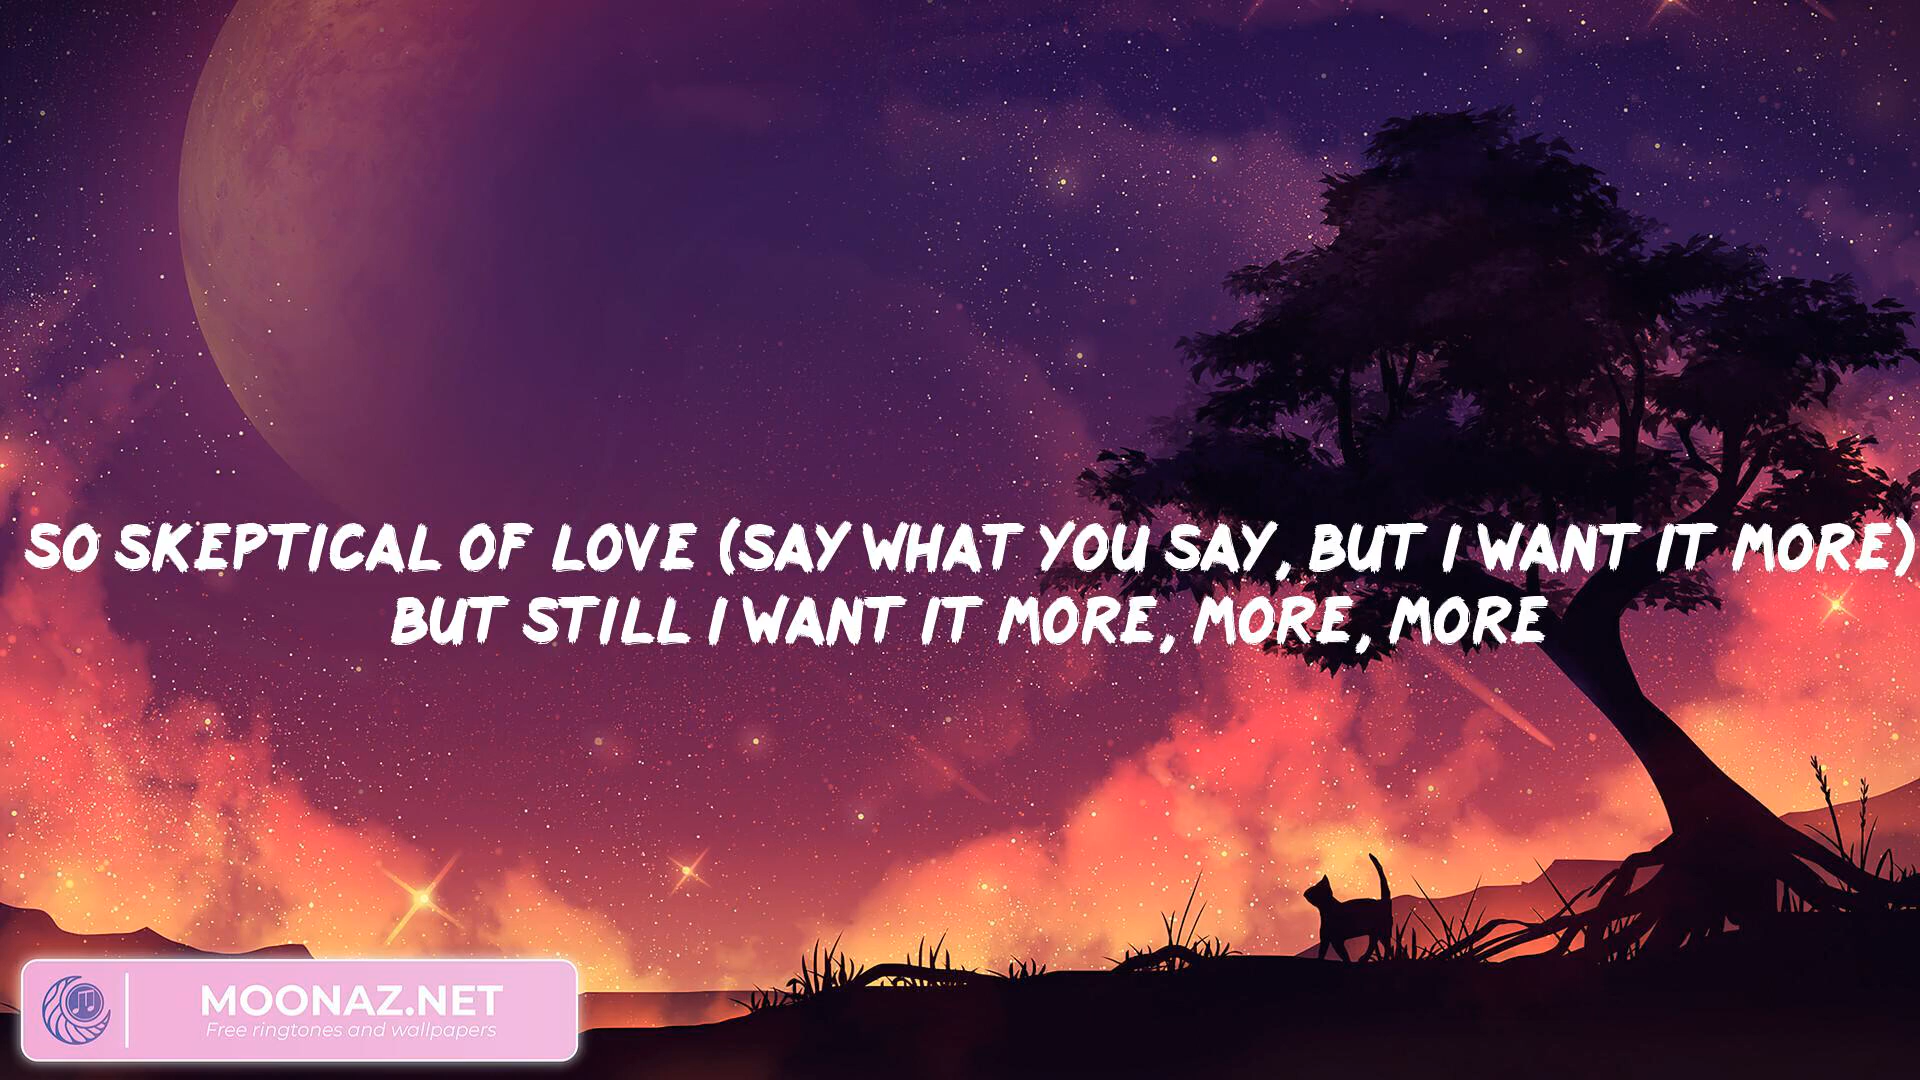 SO SKEPTICAL OF LOVE (SAY WHAT YOU SAY, BUT I WANT IT MORE)
BUT STILL I WANT IT MORE, MORE, MORE
MOONAZ.NET
Free ringtones and wallpapers